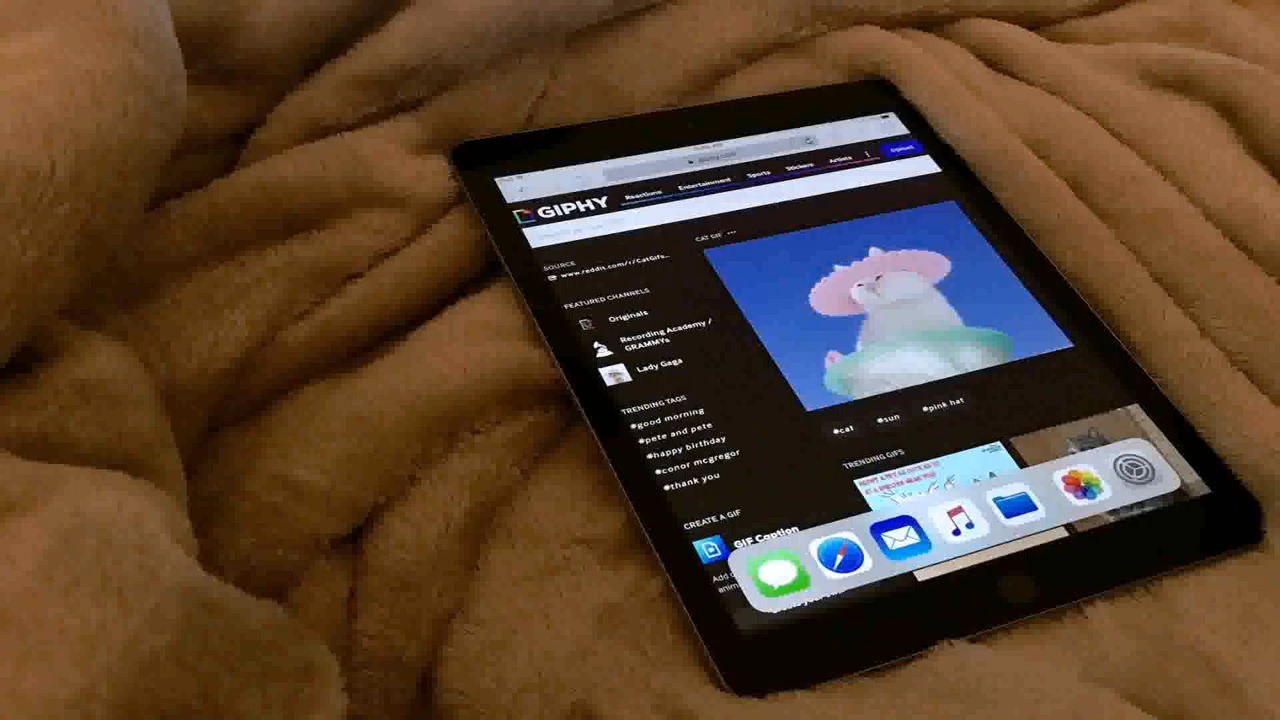 GIPHY
Reactions
Entertainment
Sports
Stickers
Artists
Upload
SOURCE
www.reddit.com/r/CatGifs...
CAT GIF
FEATURED CHANNELS
Originals
Recording Academy /
GRAMMYs
Lady Gaga
TRENDING TAGS
#good morning
#pete and pete
#happy birthday
#conor mcgregor
#thank you
#cat #sun #pink hat
TRENDING GIFS
CREATE A GIF
GIF Caption